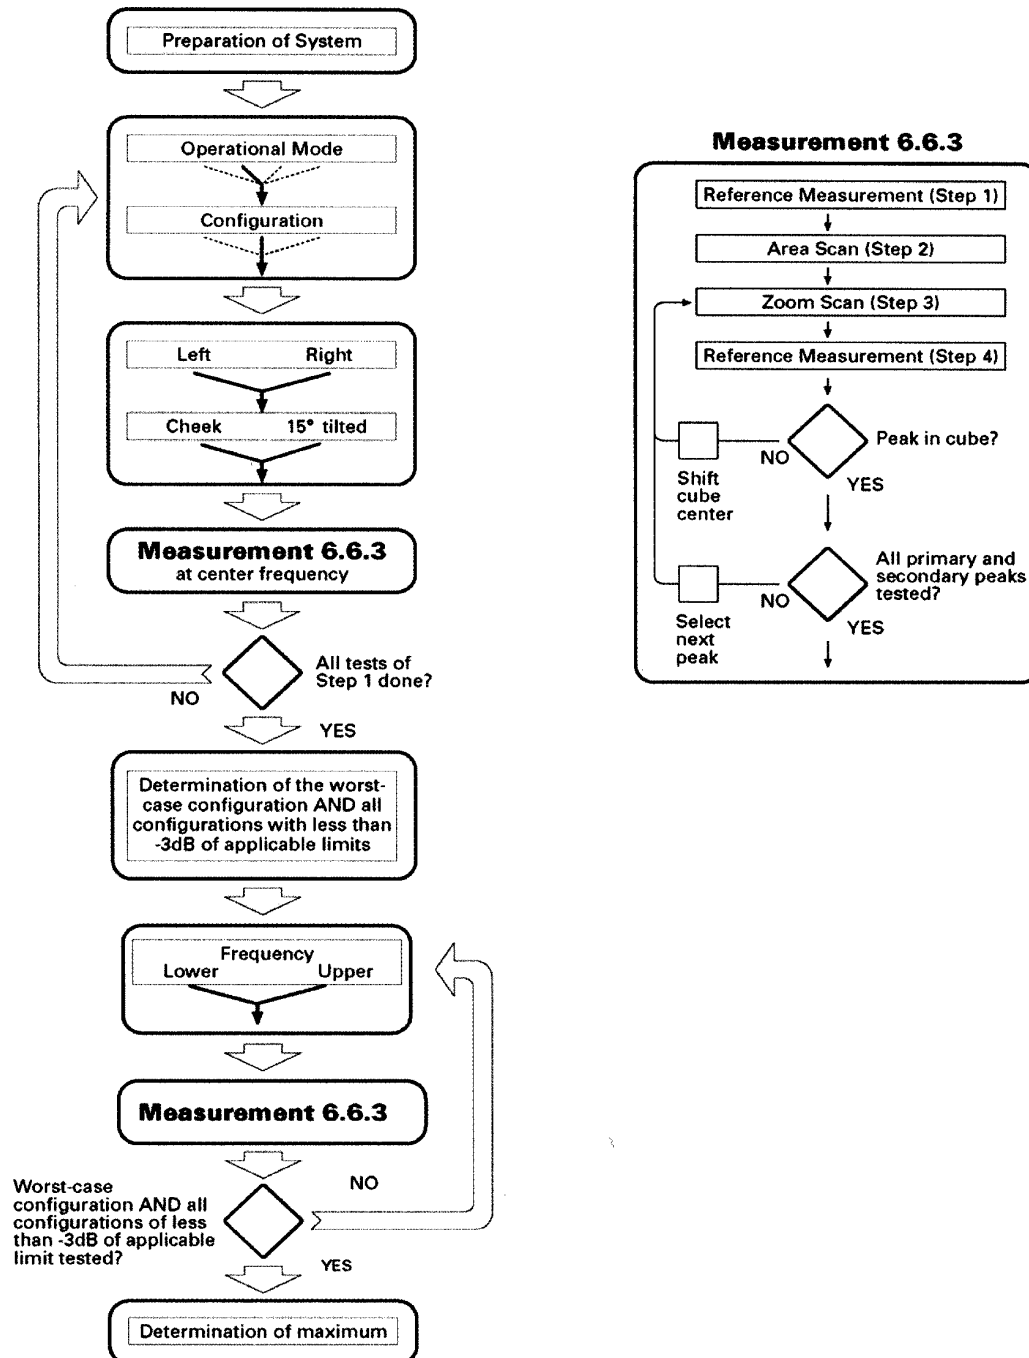 Preparation of System
Operational Mode
Configuration
Left Right
Cheek 15° tilted
Measurement 6.6.3
at center frequency
All tests of
Step 1 done?
NO
YES
Determination of the worst-
case configuration AND all
configurations with less than
-3dB of applicable limits
Frequency
Lower Upper
Measurement 6.6.3
NO
Worst-case
configuration AND all
configurations of less
than -3dB of applicable
limit tested?
YES
Determination of maximum
Measurement 6.6.3
Reference Measurement (Step 1)
Area Scan (Step 2)
Zoom Scan (Step 3)
Reference Measurement (Step 4)
Peak in cube?
NO
YES
Shift
cube
center
All primary and
secondary peaks
tested?
NO
YES
Select
next
peak